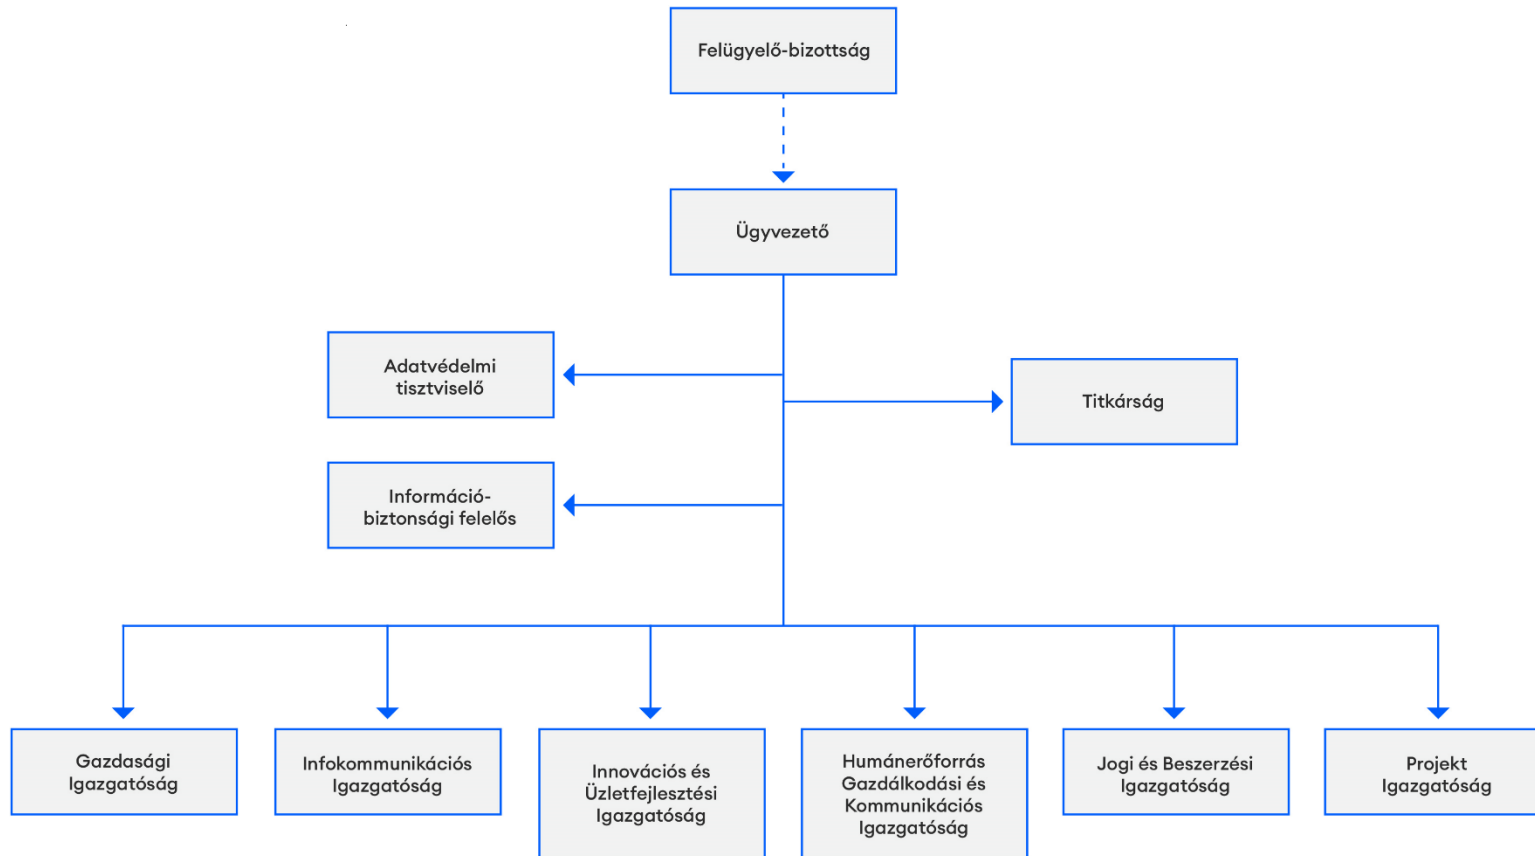 Felügyelő-bizottság
Ügyvezető
Adatvédelmi
tisztviselő
Titkárság
Információ-
biztonsági felelős
Gazdasági
Igazgatóság
Infokommunikációs
Igazgatóság
Innovációs és
Üzletfejlesztési
Igazgatóság
Humánerőforrás
Gazdálkodási és
Kommunikációs
Igazgatóság
Jogi és Beszerzési
Igazgatóság
Projekt
Igazgatóság